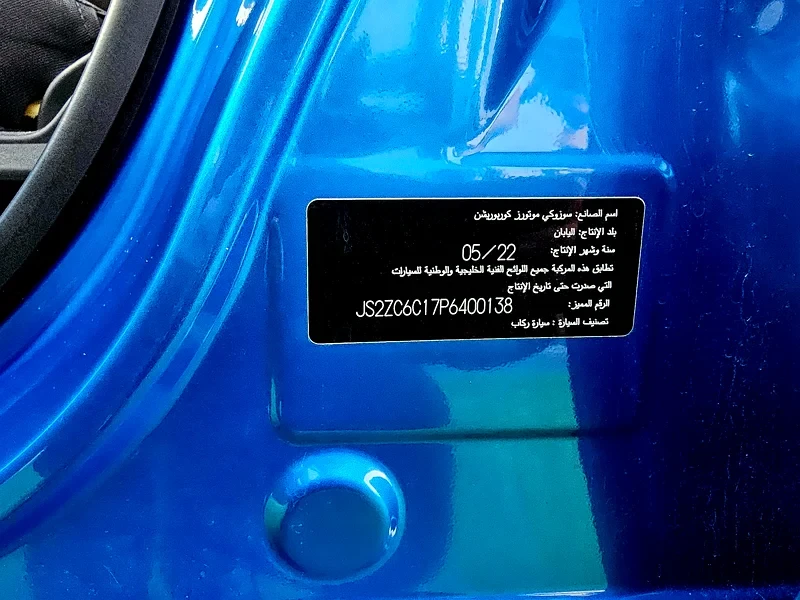 اسم الصانع: سوزوكي موتورز كوربوريشن
بلد الإنتاج: اليابان
سنة وشهر الإنتاج: 05/22
تطابق هذه المركبة جميع اللوائح الفنية الخليجية والوطنية للسيارات
التي صدرت حتى تاريخ الإنتاج
الرقم المميز: JS2ZC6C17P6400138
تصنيف السيارة : سيارة ركاب